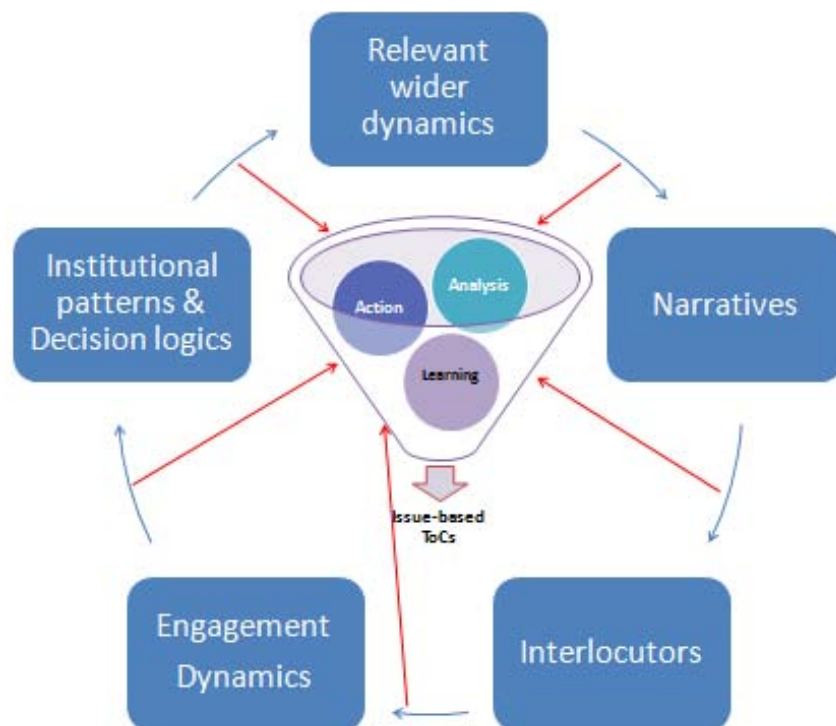 Relevant
wider
dynamics
Institutional
patterns &
Decision logics
Action
Analysis
Learning
Narratives
Issue-based
ToCs
Engagement
Dynamics
Interlocutors